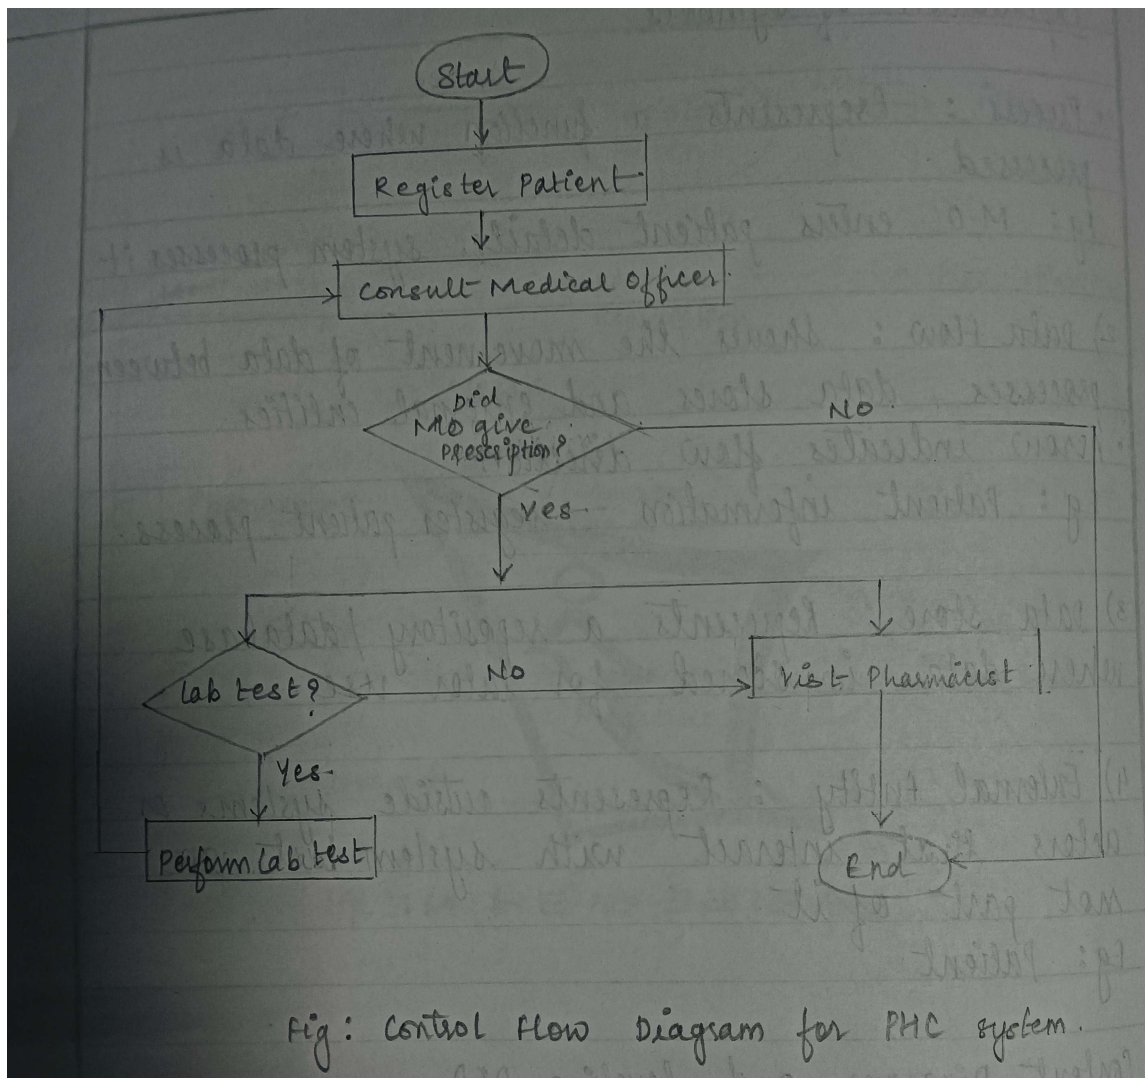 Start
Register Patient
Consult Medical Officer
Did
MO give
Prescription?
NO
Yes
Lab test?
No
Vist Pharmacist
Yes
Perform Lab test
End
Fig: Control Flow Diagram for PHC system.